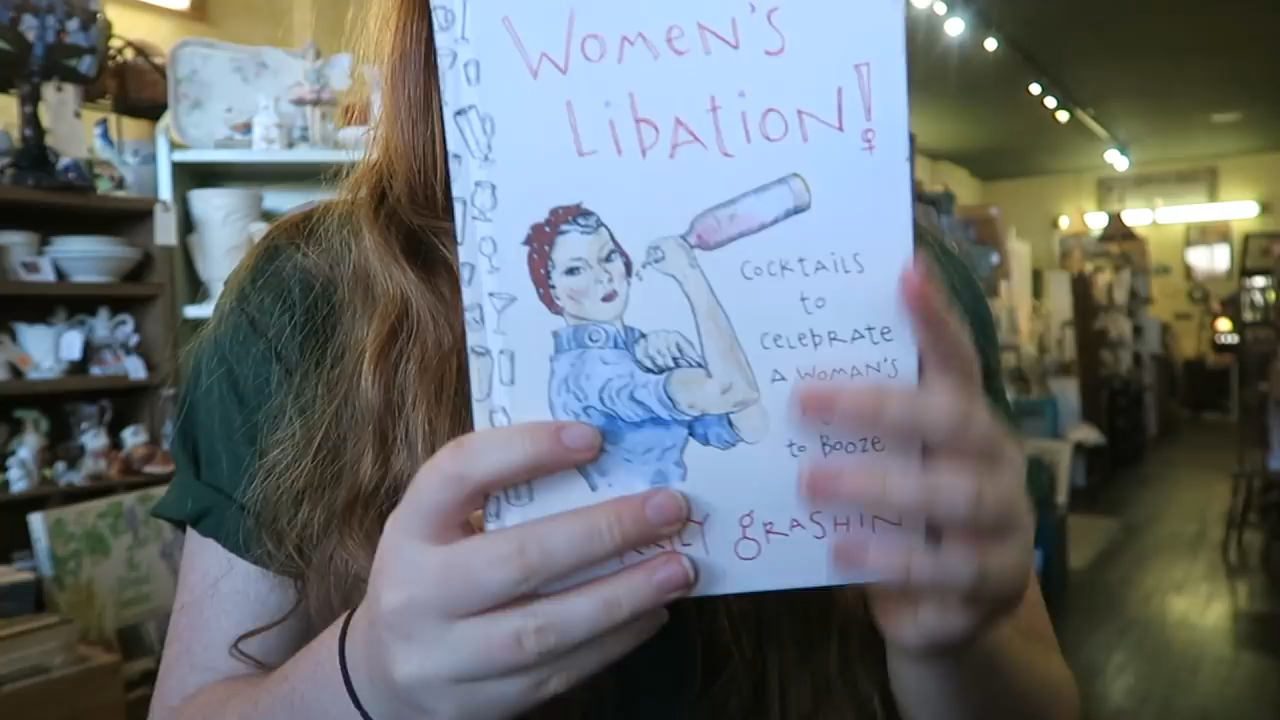 Women's
Libation!
Cocktails
to
Celebrate
A Woman's
to Booze
Grashin